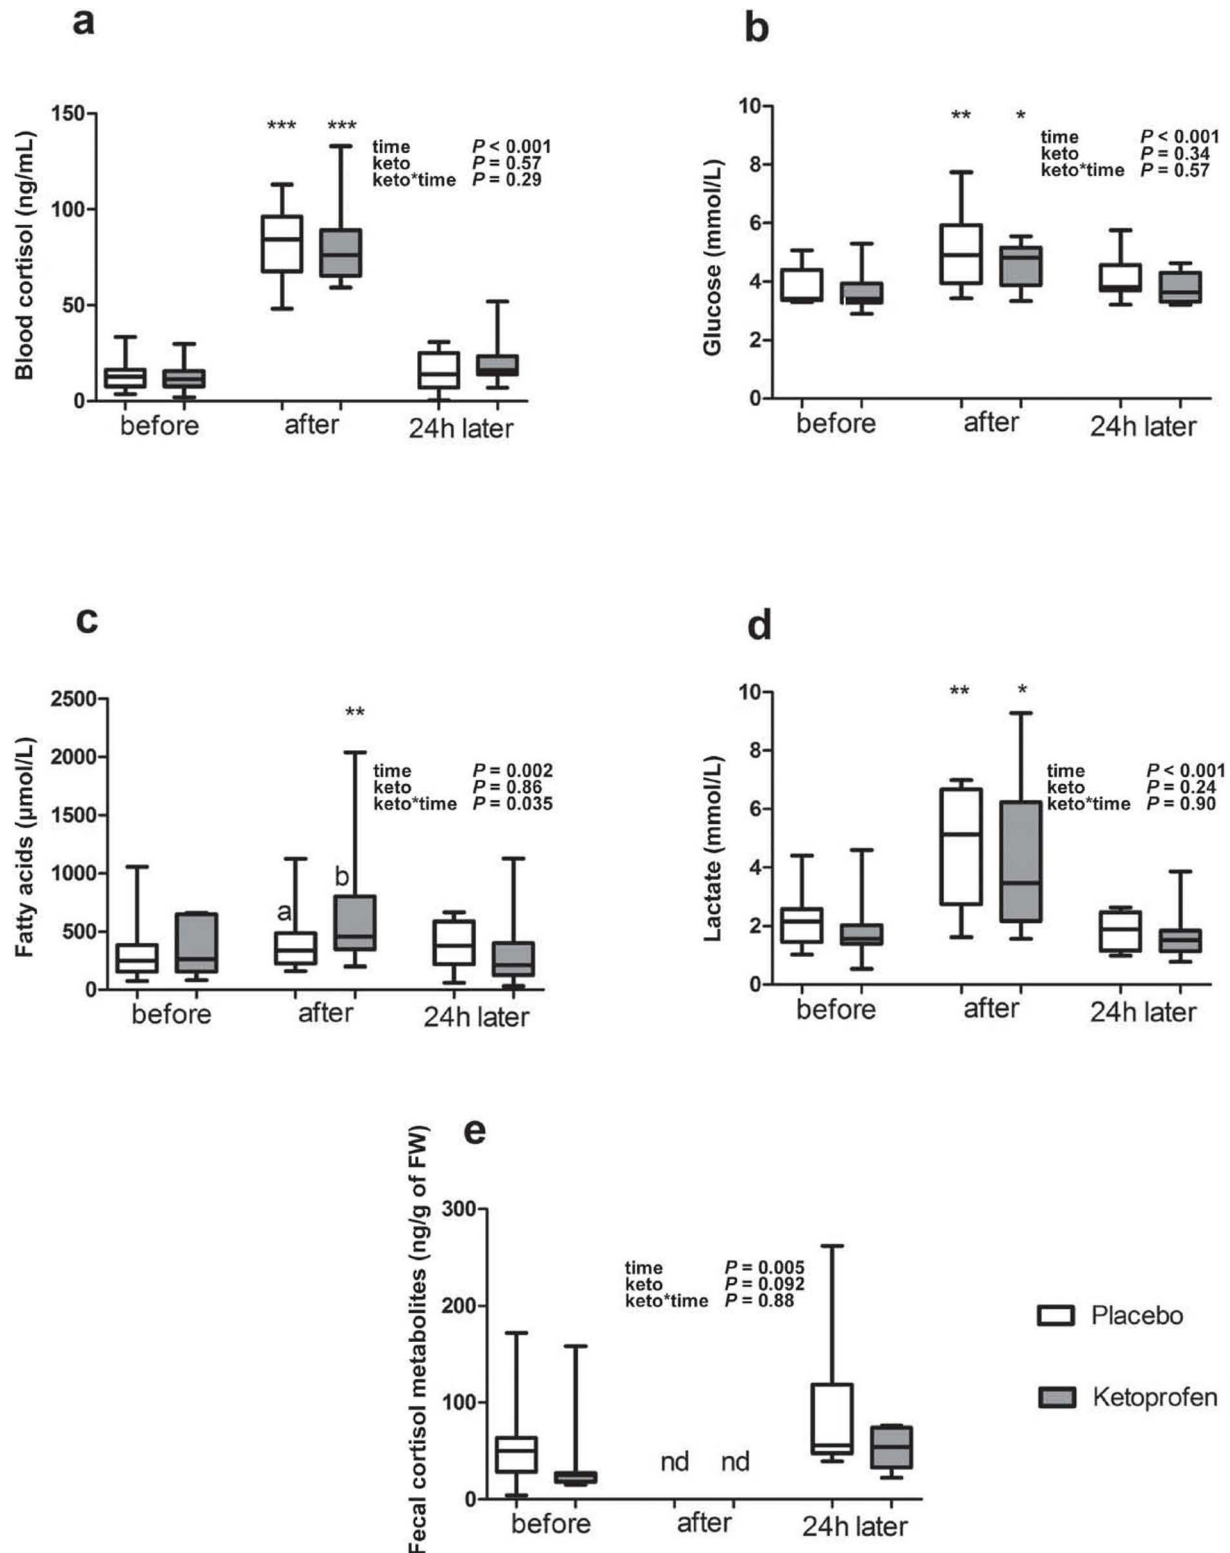 a
Blood cortisol (ng/mL)
150
100
50
0
*** ***
time P < 0.001
keto P = 0.57
keto*time P = 0.29
before after 24h later
b
Glucose (mmol/L)
10
8
6
4
2
0
** *
time P < 0.001
keto P = 0.34
keto*time P = 0.57
before after 24h later
c
Fatty acids (µmol/L)
2500
2000
1500
1000
500
0
**
a b
time P = 0.002
keto P = 0.86
keto*time P = 0.035
before after 24h later
d
Lactate (mmol/L)
10
8
6
4
2
0
** *
time P < 0.001
keto P = 0.24
keto*time P = 0.90
before after 24h later
e
Fecal cortisol metabolites (ng/g of FW)
300
200
100
0
time P = 0.005
keto P = 0.092
keto*time P = 0.88
nd nd
before after 24h later
Placebo
Ketoprofen